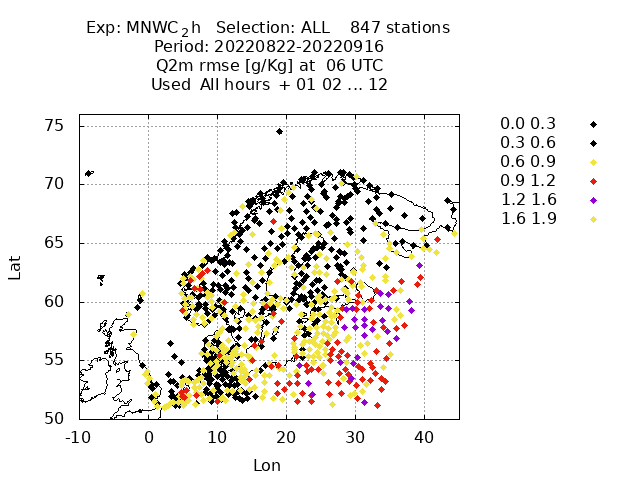 Exp: MNWC2h Selection: ALL 847 stations
Period: 20220822-20220916
Q2m rmse [g/Kg] at 06 UTC
Used All hours + 01 02 ... 12
0.0 0.3
0.3 0.6
0.6 0.9
0.9 1.2
1.2 1.6
1.6 1.9
75
70
65
60
55
50
Lat
-10 0 10 20 30 40
Lon